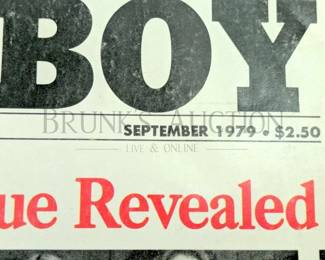 BOY
BRUNK'S AUCTION
SEPTEMBER 1979 • $2.50
LIVE & ONLINE
ue Revealed